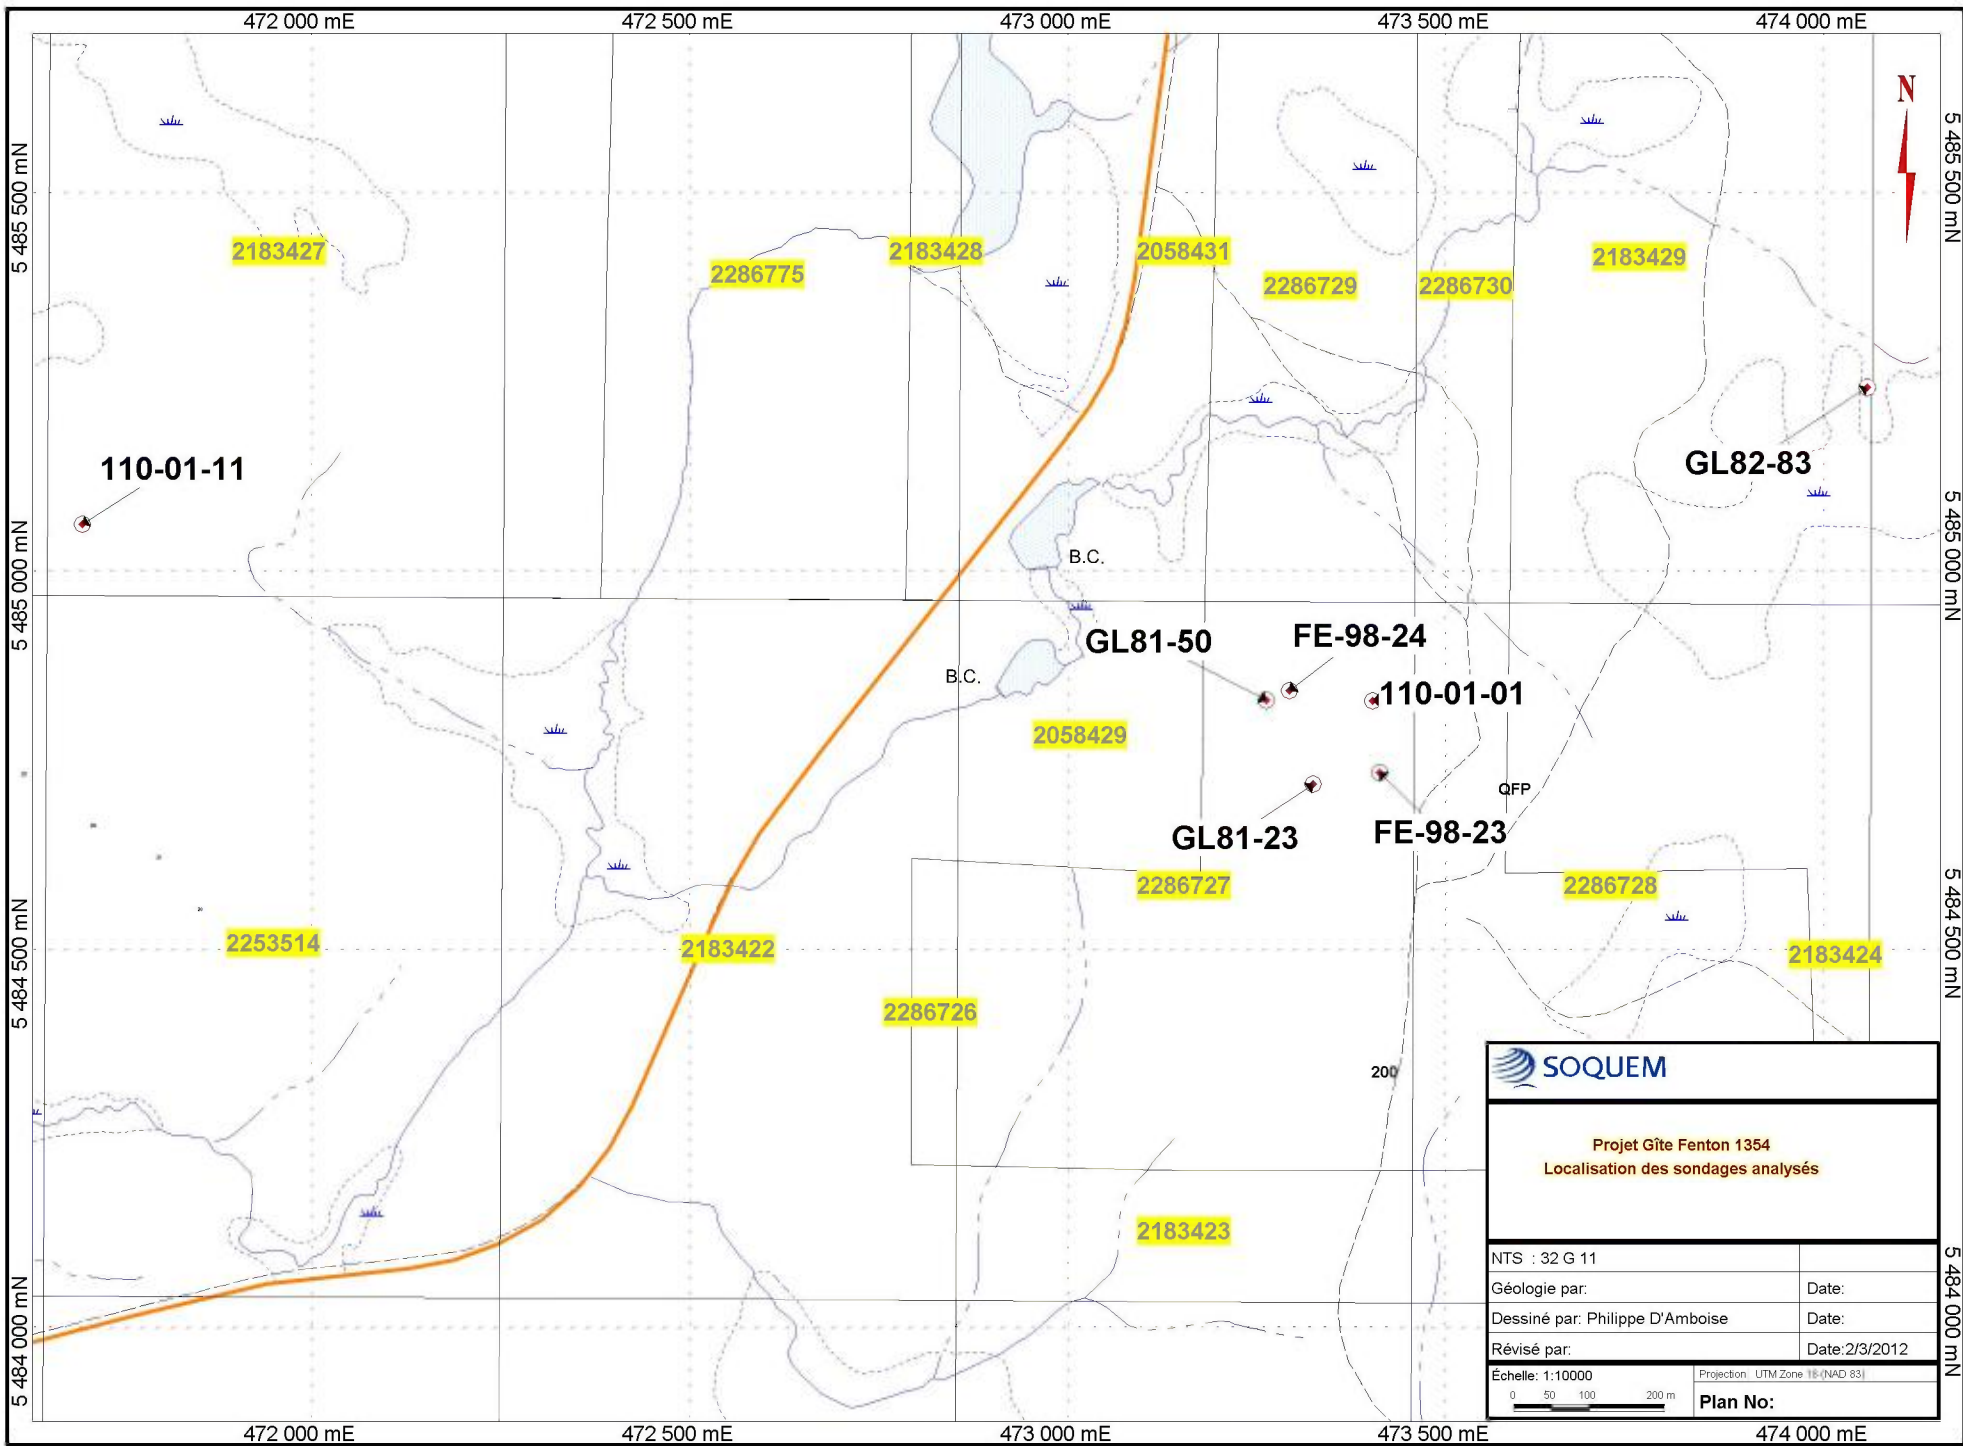 472 000 mE
472 500 mE
473 000 mE
473 500 mE
474 000 mE
N
5 485 500 mN
5 485 500 mN
2183427
2286775
2183428
2058431
2286729
2286730
2183429
110-01-11
GL82-83
5 485 000 mN
5 485 000 mN
B.C.
B.C.
GL81-50
FE-98-24
110-01-01
2058429
QFP
GL81-23
FE-98-23
2286727
2286728
2253514
2183422
2183424
5 484 500 mN
5 484 500 mN
2286726
200
2183423
SOQUEM
Projet Gîte Fenton 1354
Localisation des sondages analysés
NTS : 32 G 11
Géologie par:
Date:
Dessiné par: Philippe D'Amboise
Date:
Révisé par:
Date:2/3/2012
Échelle: 1:10000
0 50 100 200 m
Projection UTM Zone 18 (NAD 83)
Plan No:
5 484 000 mN
5 484 000 mN
472 000 mE
472 500 mE
473 000 mE
473 500 mE
474 000 mE